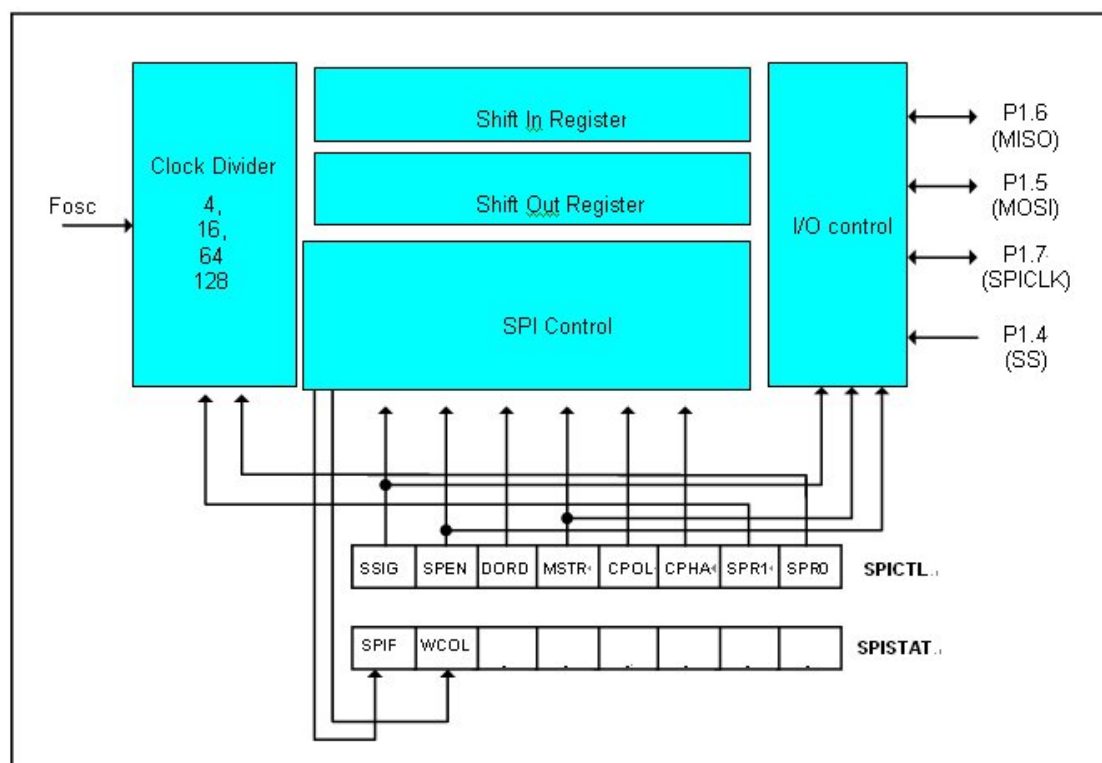 Shift In Register
P1.6
(MISO)
Clock Divider
4,
16,
64
128
Shift Out Register
P1.5
(MOSI)
Fosc
I/O control
P1.7
(SPICLK)
SPI Control
P1.4
(SS)
SSIG SPEN DORD MSTR CPOL CPHA SPR1 SPR0 SPICTL
SPIF WCOL . . . . . . SPISTAT